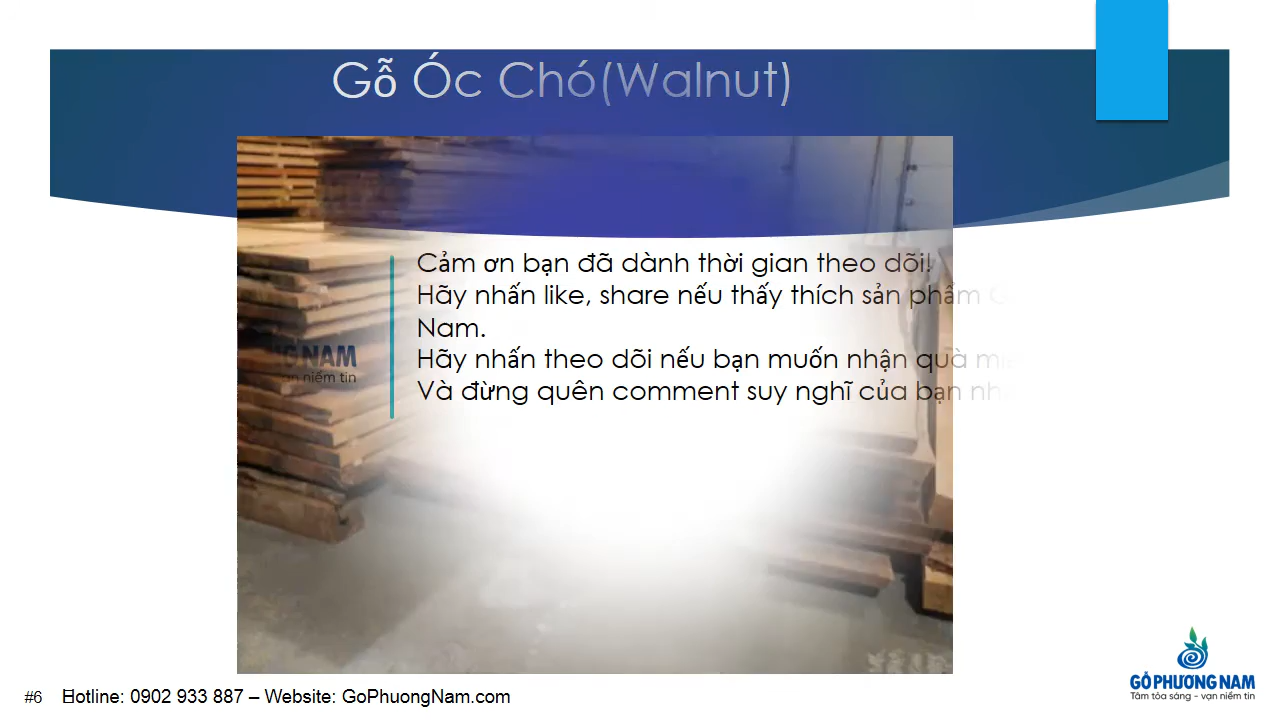 Gỗ Óc Chó(Walnut)
Cảm ơn bạn đã dành thời gian theo dõi!
Hãy nhấn like, share nếu thấy thích sản phẩm
Nam.
Hãy nhấn theo dõi nếu bạn muốn nhận quà
Và đừng quên comment suy nghĩ của bạn
NAM
niềm tin
GỖ PHƯƠNG NAM
Tâm tỏa sáng - vạn niềm tin
#6 Hotline: 0902 933 887 – Website: GoPhuongNam.com